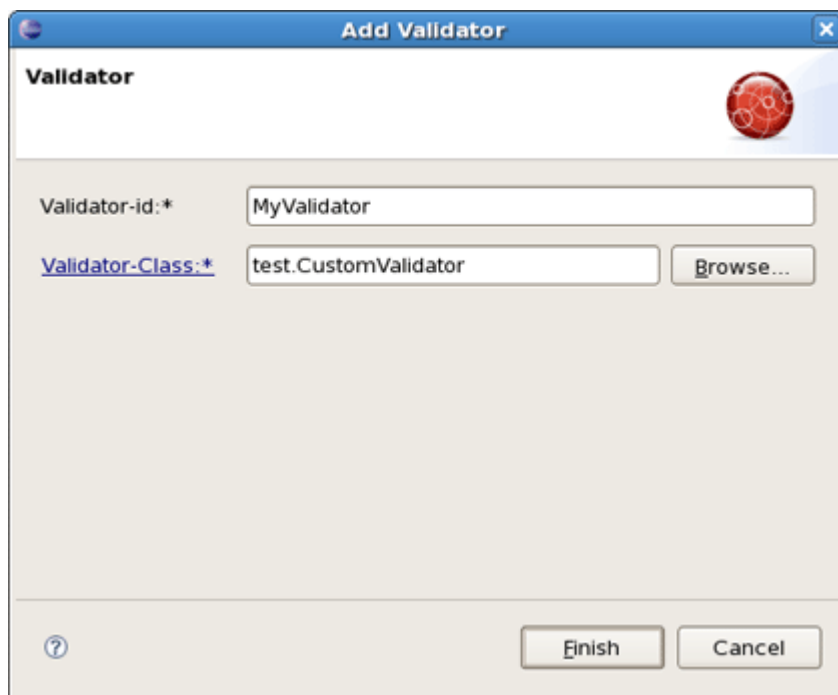 Add Validator
Validator
Validator-id:* MyValidator
Validator-Class:* test.CustomValidator Browse...
? Finish Cancel